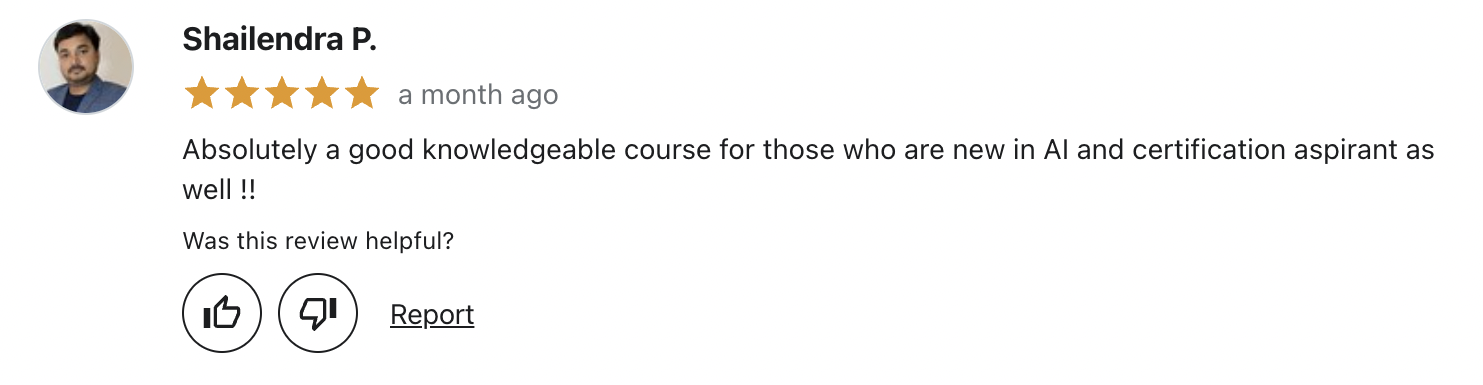 Shailendra P.
a month ago
Absolutely a good knowledgeable course for those who are new in AI and certification aspirant as
well !!
Was this review helpful?
Report